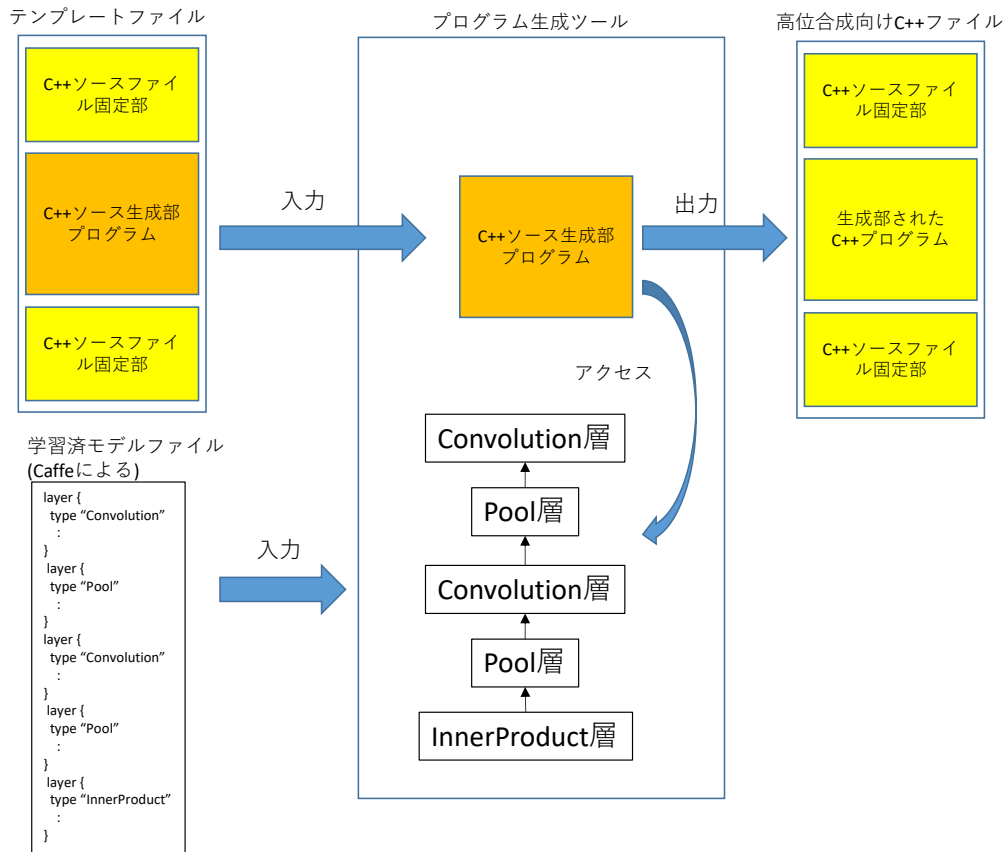 テンプレートファイル
C++ソースファイ
ル固定部
C++ソース生成部
プログラム
C++ソースファイ
ル固定部
学習済モデルファイル
(Caffeによる)
layer {
type “Convolution”
:
}
layer {
type “Pool”
:
}
layer {
type “Convolution”
:
}
layer {
type “Pool”
:
}
layer {
type “InnerProduct”
:
}
入力
入力
プログラム生成ツール
C++ソース生成部
プログラム
アクセス
Convolution層
Pool層
Convolution層
Pool層
InnerProduct層
出力
高位合成向けC++ファイル
C++ソースファイ
ル固定部
生成部された
C++プログラム
C++ソースファイ
ル固定部